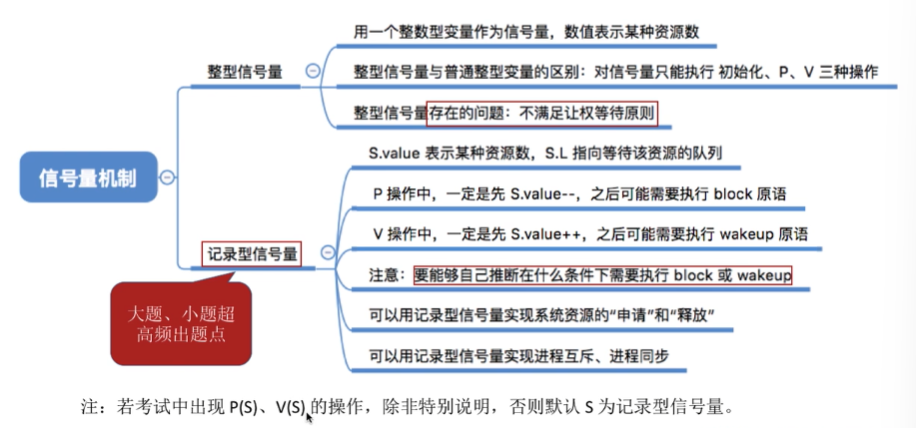 信号量机制
整型信号量
用一个整数型变量作为信号量，数值表示某种资源数
整型信号量与普通整型变量的区别：对信号量只能执行 初始化、P、V 三种操作
整型信号量存在的问题：不满足让权等待原则
记录型信号量
S.value 表示某种资源数，S.L 指向等待该资源的队列
P 操作中，一定是先 S.value--，之后可能需要执行 block 原语
V 操作中，一定是先 S.value++，之后可能需要执行 wakeup 原语
注意：要能够自己推断在什么条件下需要执行 block 或 wakeup
可以用记录型信号量实现系统资源的“申请”和“释放”
可以用记录型信号量实现进程互斥、进程同步
大题、小题超
高频出题点
注：若考试中出现 P(S)、V(S) 的操作，除非特别说明，否则默认 S 为记录型信号量。